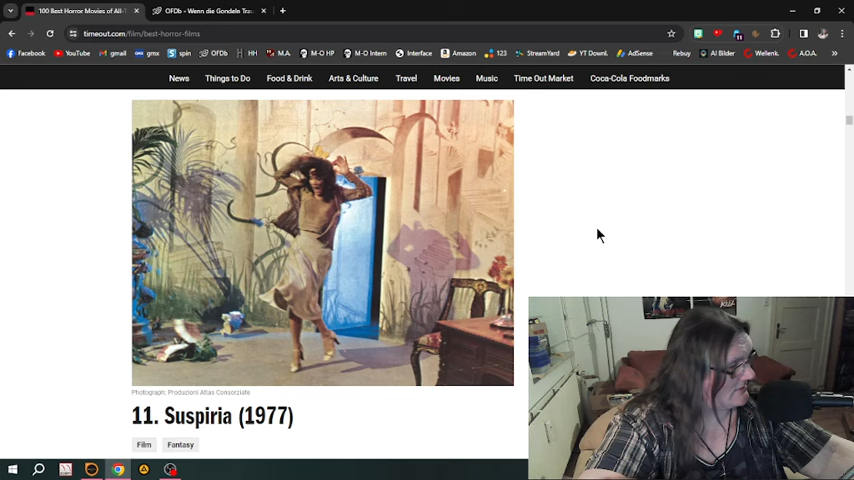 100 Best Horror Movies of All-T
OFDb - Wenn die Gondeln Trau
timeout.com/film/best-horror-films
Facebook YouTube gmail gmx spin OFDb HH M.A. M-O HP M-O Intern Interface Amazon 123 StreamYard YT Downl. AdSense Rebuy AI Bilder Wellenk. A.O.A.
News Things to Do Food & Drink Arts & Culture Travel Movies Music Time Out Market Coca-Cola Foodmarks
Photograph: Produzioni Atlas Consorziate
11. Suspiria (1977)
Film Fantasy